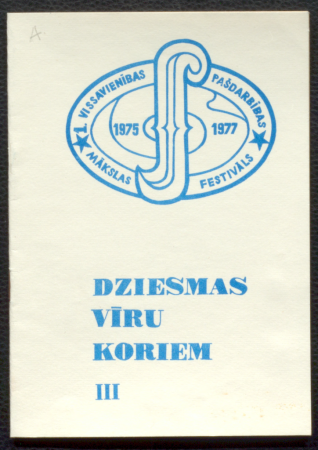 A
1. VISSAVIENĪBAS PAŠDARBĪBAS
1975 1977
MĀKSLAS FESTIVĀLS
DZIESMAS
VĪRU
KORIEM
III